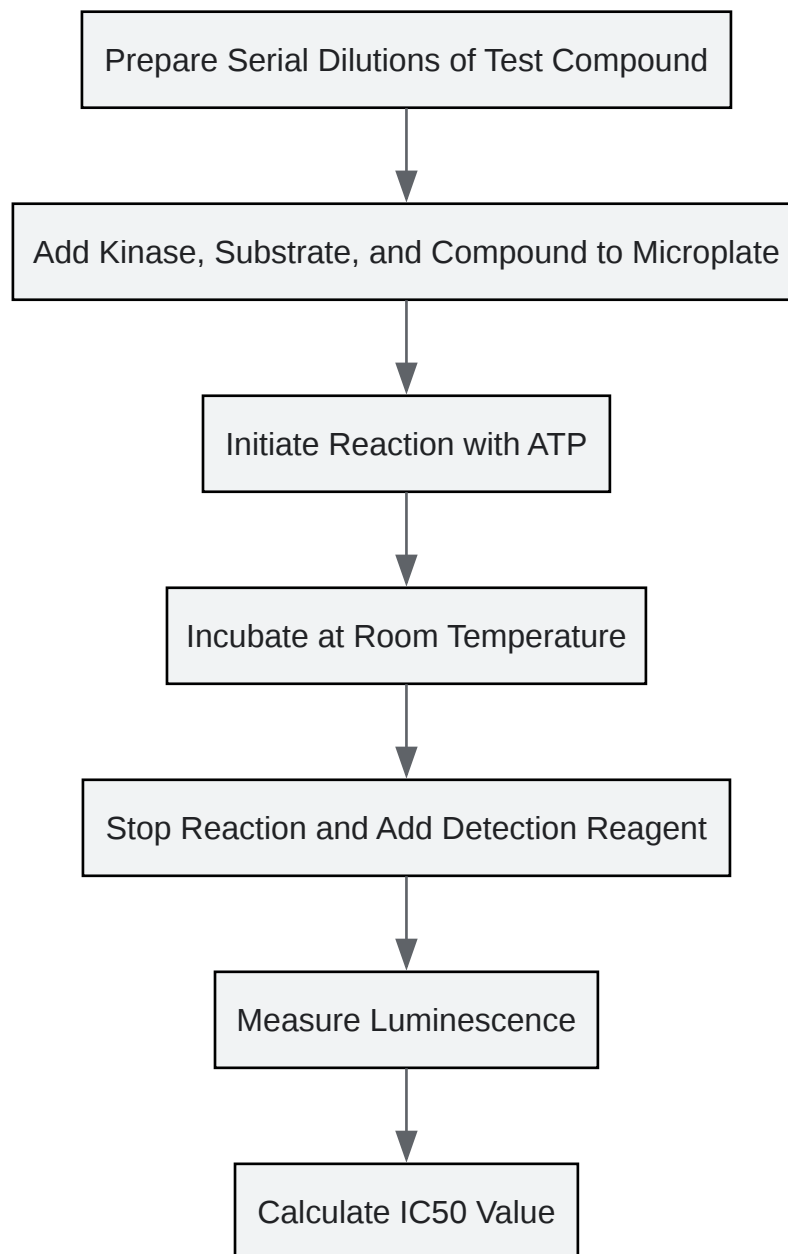 Prepare Serial Dilutions of Test Compound
Add Kinase, Substrate, and Compound to Microplate
Initiate Reaction with ATP
Incubate at Room Temperature
Stop Reaction and Add Detection Reagent
Measure Luminescence
Calculate IC50 Value